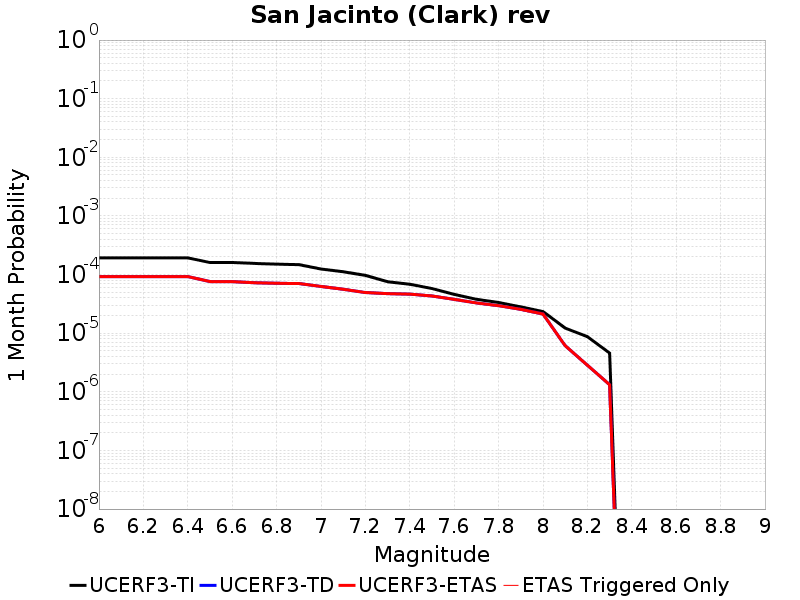 San Jacinto (Clark) rev
1 Month Probability
10^0
10^-1
10^-2
10^-3
10^-4
10^-5
10^-6
10^-7
10^-8
6 6.2 6.4 6.6 6.8 7 7.2 7.4 7.6 7.8 8 8.2 8.4 8.6 8.8 9
Magnitude
UCERF3-TI UCERF3-TD UCERF3-ETAS ETAS Triggered Only